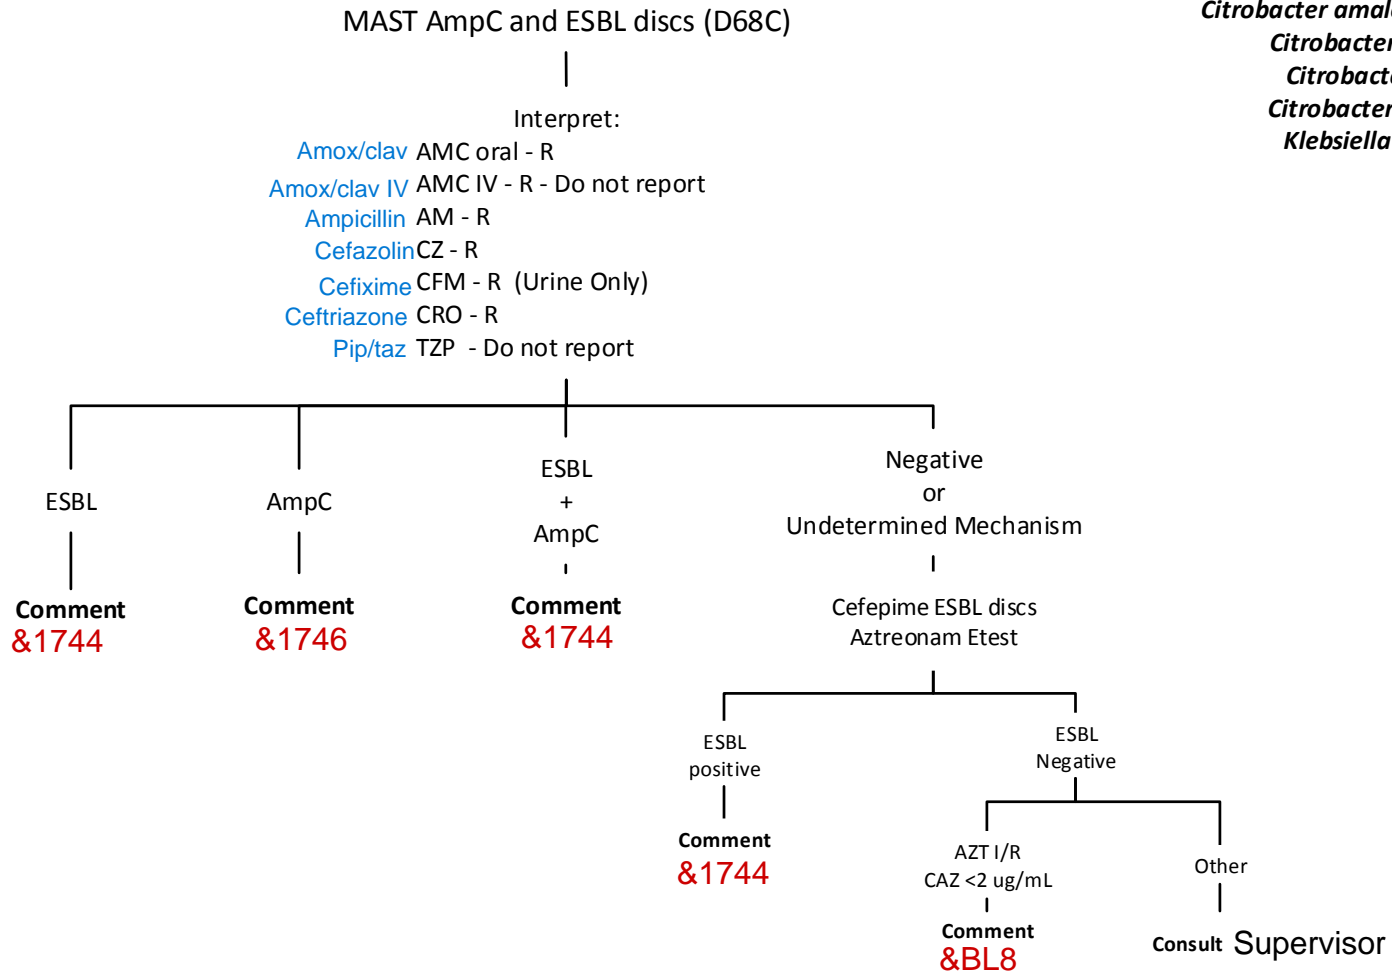 MAST AmpC and ESBL discs (D68C)
Citrobacter
Citrobacter
Klebsiella
Interpret:
Amox/clav AMC oral - R
Amox/clav IV AMC IV - R - Do not report
Ampicillin AM - R
Cefazolin CZ - R
Cefixime CFM - R (Urine Only)
Ceftriazone CRO - R
Pip/taz TZP - Do not report
ESBL
AmpC
ESBL
+
AmpC
Negative
or
Undetermined Mechanism
Comment
&1744
Comment
&1746
Comment
&1744
Cefepime ESBL discs
Aztreonam Etest
ESBL
positive
Comment
&1744
ESBL
Negative
AZT I/R
CAZ <2 ug/mL
Comment
&BL8
Other
Consult Supervisor